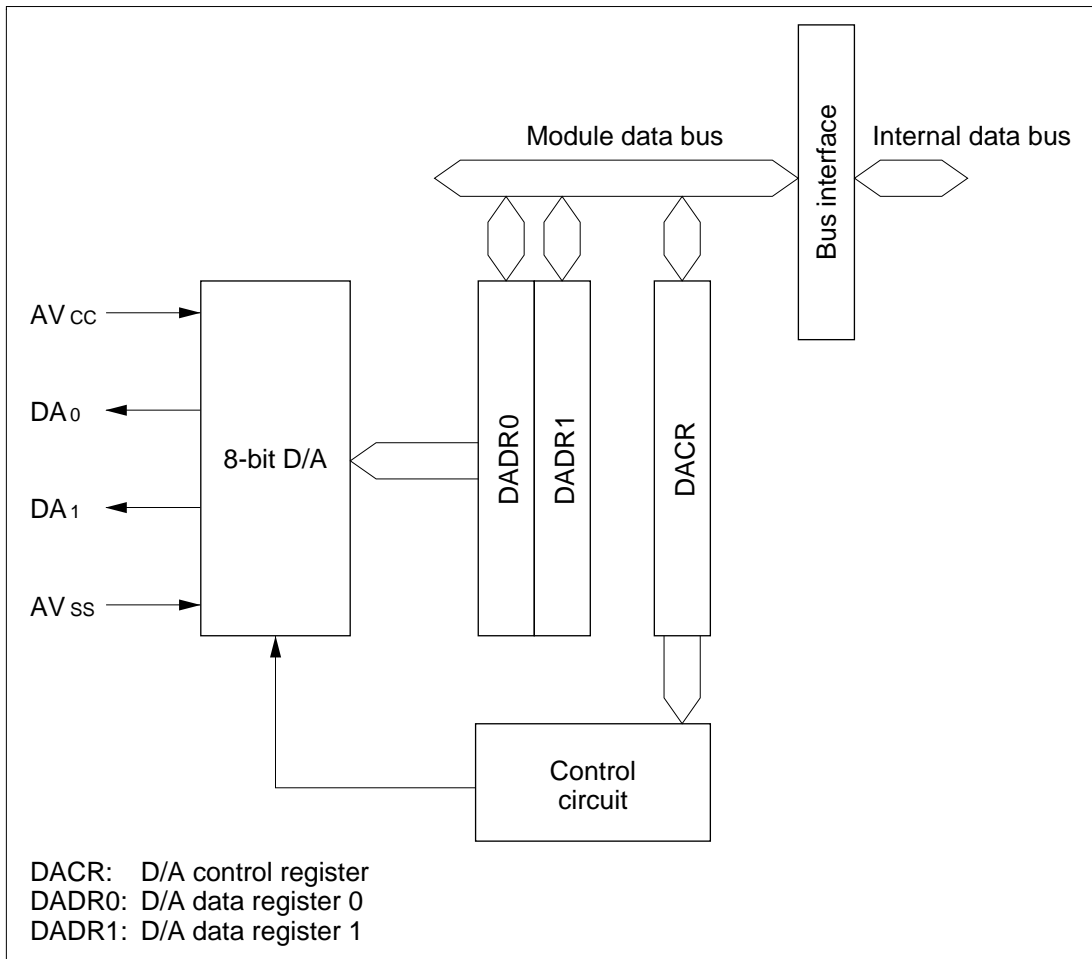 Module data bus
Internal data bus
Bus interface
AVCC
DA0
DA1
AVSS
8-bit D/A
DADR0
DADR1
DACR
Control
circuit
DACR: D/A control register
DADR0: D/A data register 0
DADR1: D/A data register 1